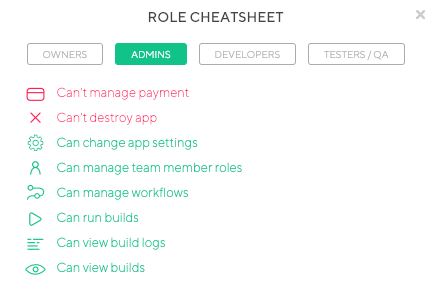 ROLE CHEATSHEET
OWNERS ADMINS DEVELOPERS TESTERS / QA
Can't manage payment
Can't destroy app
Can change app settings
Can manage team member roles
Can manage workflows
Can run builds
Can view build logs
Can view builds